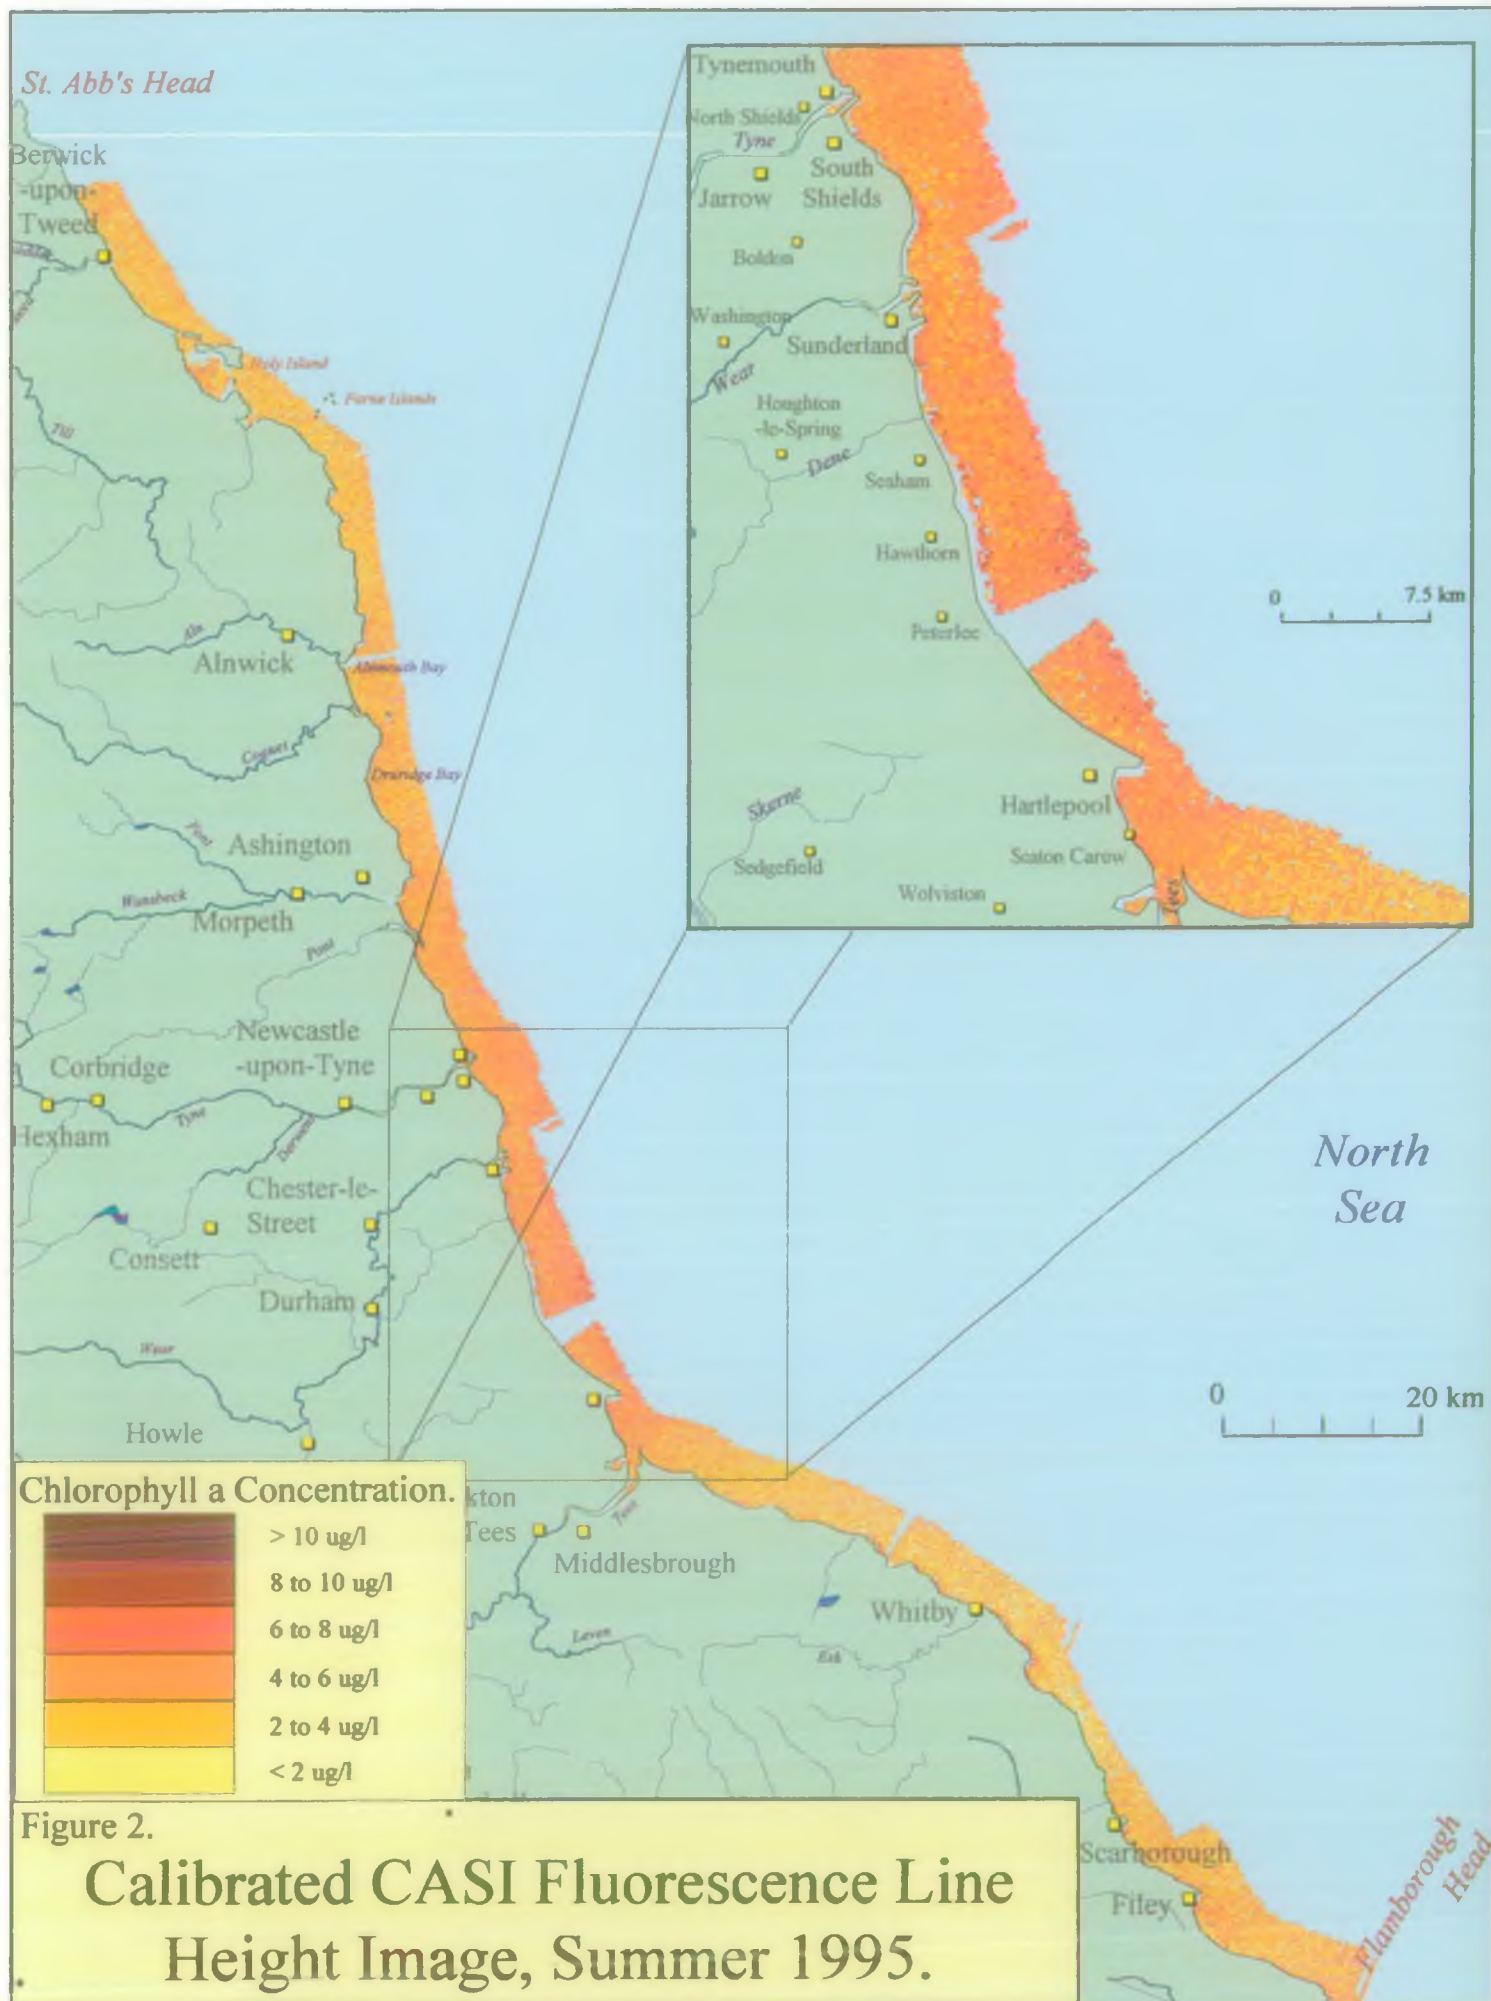 St. Abb's Head
Berwick
-upon-
Tweed
Holy Island
Farne Islands
Till
Aln
Alnwick
Alnmouth Bay
Coquet
Druridge Bay
Font
Ashington
Wansbeck
Morpeth
Pont
Newcastle
-upon-Tyne
Corbridge
Hexham
Tyne
Derwent
Chester-le-
Street
Consett
Durham
Wear
Howle
Tynemouth
North Shields
Tyne
South
Shields
Jarrow
Boldon
Washington
Sunderland
Wear
Houghton
-le-Spring
Dene
Seaham
Hawthorn
Peterlee
0 7.5 km
Skerne
Hartlepool
Seaton Carew
Sedgefield
Wolviston
Tees
North
Sea
0 20 km
kton
Tees
Tees
Middlesbrough
Leven
Whitby
Esk
Scarborough
Filey
Flamborough
Head
Chlorophyll a Concentration.
> 10 ug/l
8 to 10 ug/l
6 to 8 ug/l
4 to 6 ug/l
2 to 4 ug/l
< 2 ug/l
Figure 2.
Calibrated CASI Fluorescence Line
Height Image, Summer 1995.